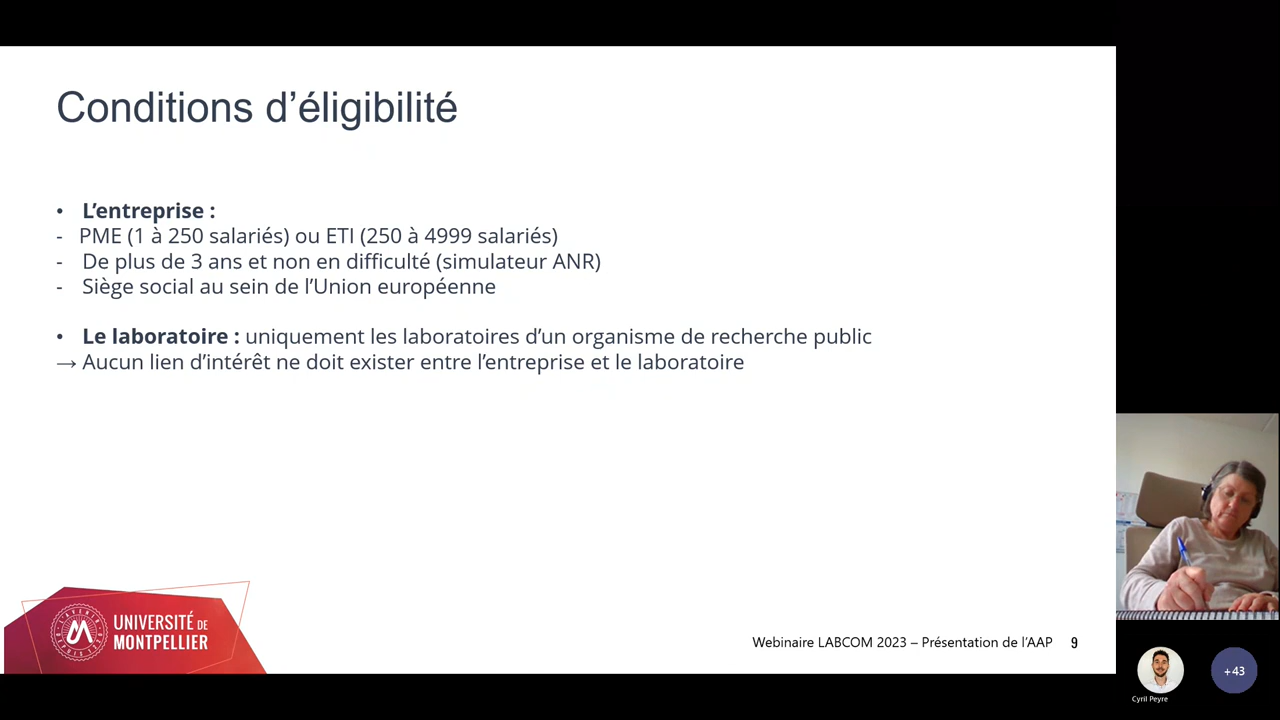 Conditions d’éligibilité
• L’entreprise :
- PME (1 à 250 salariés) ou ETI (250 à 4999 salariés)
- De plus de 3 ans et non en difficulté (simulateur ANR)
- Siège social au sein de l’Union européenne
• Le laboratoire : uniquement les laboratoires d’un organisme de recherche public
→ Aucun lien d’intérêt ne doit exister entre l’entreprise et le laboratoire
UNIVERSITÉ DE
MONTPELLIER
Webinaire LABCOM 2023 – Présentation de l’AAP 9
Cyril Peyre
+43